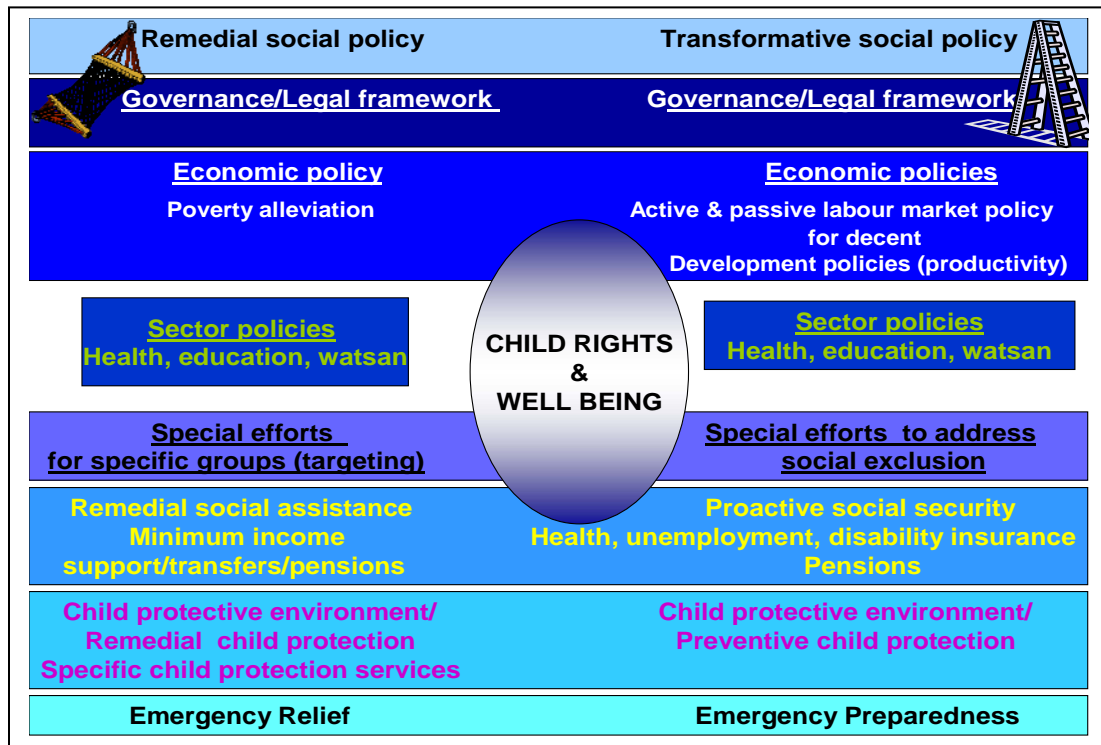 Remedial social policy
Transformative social policy
Governance/Legal framework
Governance/Legal framework
Economic policy
Poverty alleviation
Economic policies
Active & passive labour market policy
for decent
Development policies (productivity)
Sector policies
Health, education, watsan
CHILD RIGHTS
&
WELL BEING
Sector policies
Health, education, watsan
Special efforts
for specific groups (targeting)
Special efforts to address
social exclusion
Remedial social assistance
Minimum income
support/transfers/pensions
Proactive social security
Health, unemployment, disability insurance
Pensions
Child protective environment/
Remedial child protection
Specific child protection services
Child protective environment/
Preventive child protection
Emergency Relief
Emergency Preparedness